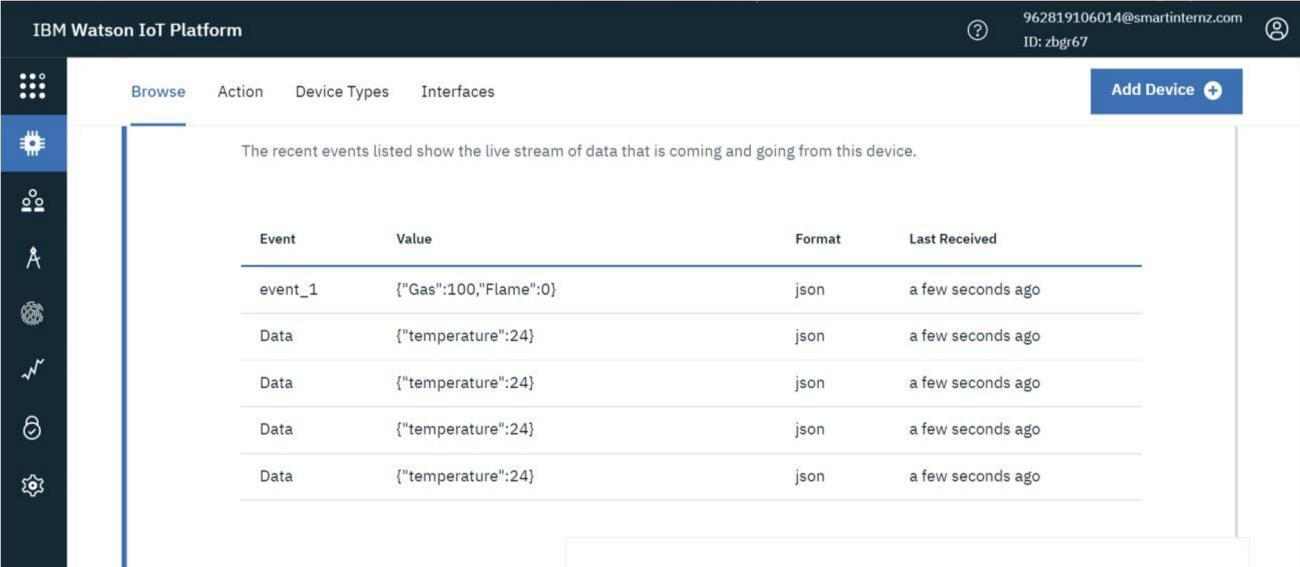 IBM Watson IoT Platform
962819106014@smartinternz.com
ID: zbgr67
Browse Action Device Types Interfaces Add Device
The recent events listed show the live stream of data that is coming and going from this device.
Event Value Format Last Received
event_1 {"Gas":100,"Flame":0} json a few seconds ago
Data {"temperature":24} json a few seconds ago
Data {"temperature":24} json a few seconds ago
Data {"temperature":24} json a few seconds ago
Data {"temperature":24} json a few seconds ago